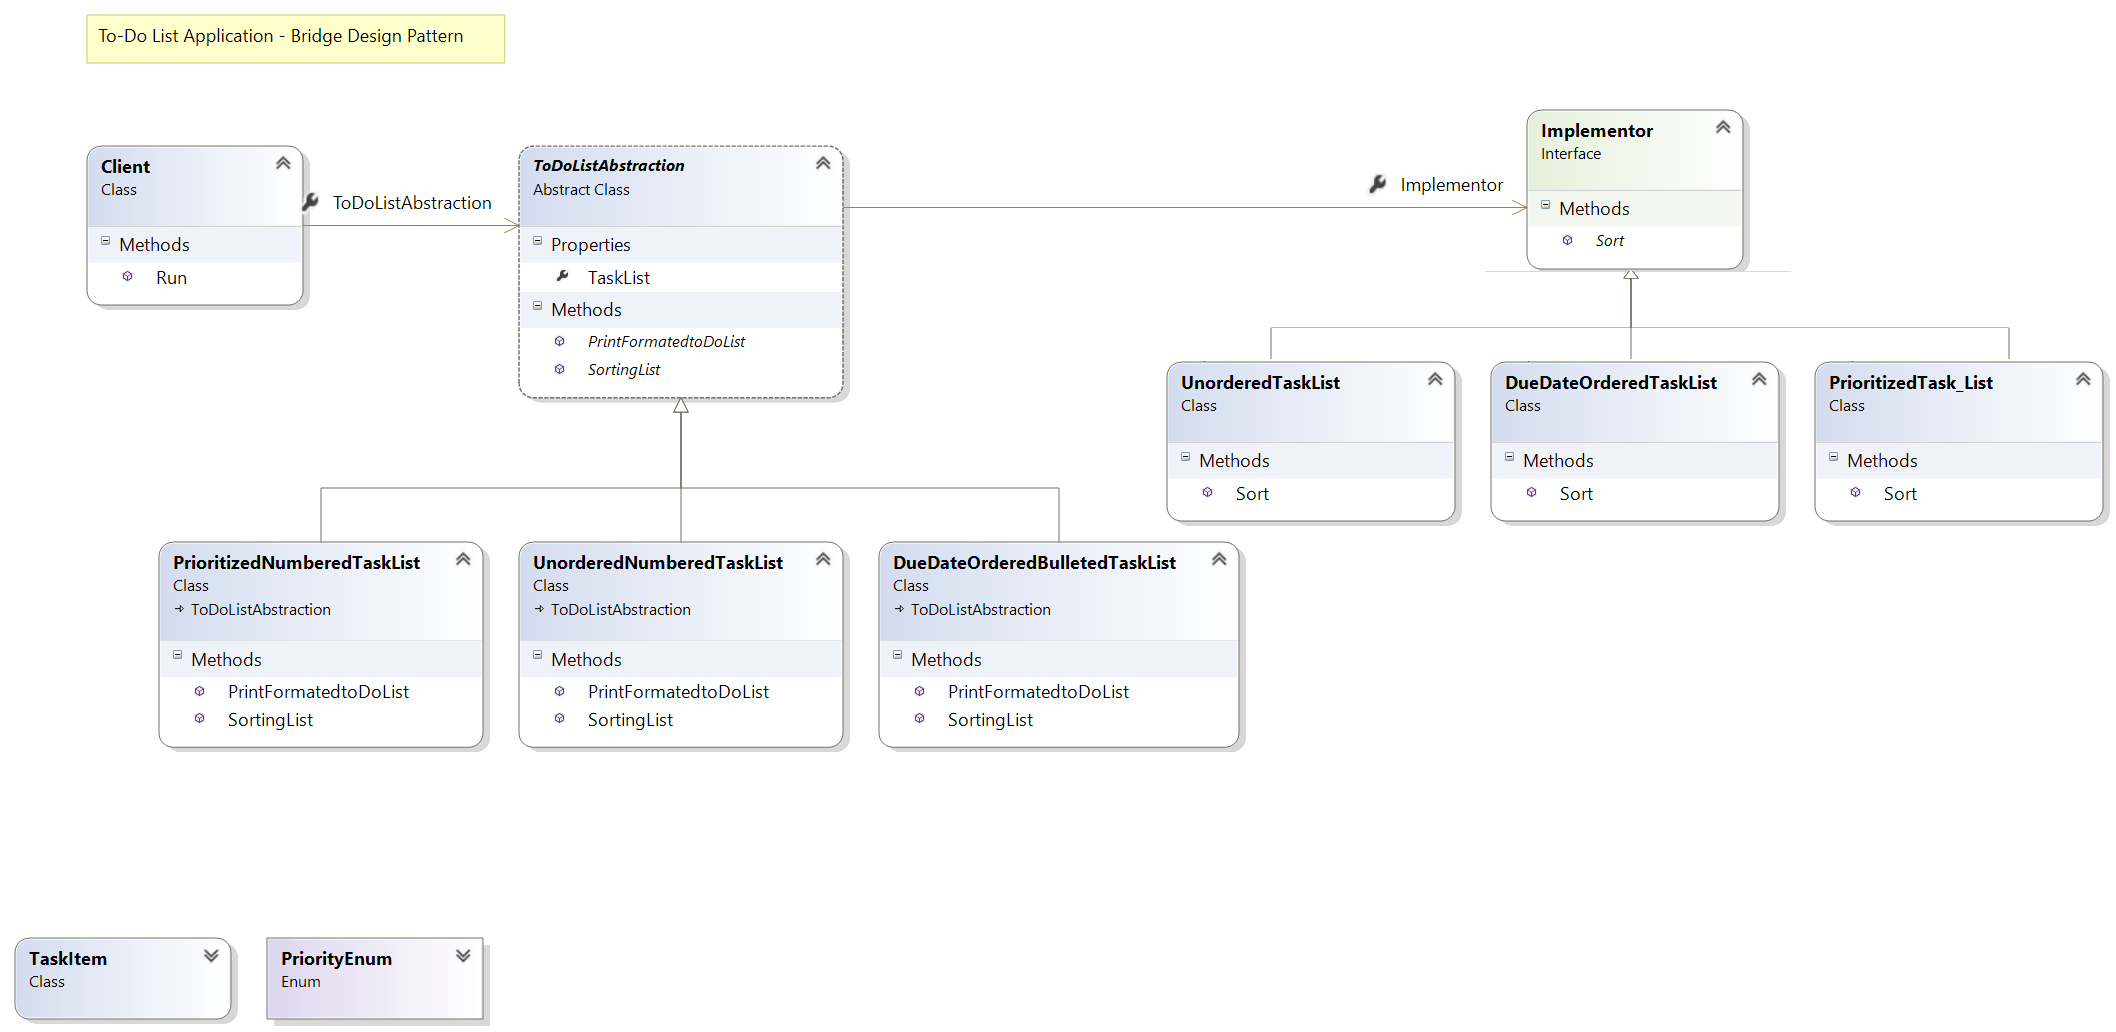 To-Do List Application - Bridge Design Pattern
Client
Class
Methods
Run
ToDoListAbstraction
ToDoListAbstraction
Abstract Class
Properties
TaskList
Methods
PrintFormatedtoDoList
SortingList
Implementor
Implementor
Interface
Methods
Sort
UnorderedTaskList
Class
Methods
Sort
DueDateOrderedTaskList
Class
Methods
Sort
PrioritizedTask_List
Class
Methods
Sort
PrioritizedNumberedTaskList
Class
ToDoListAbstraction
Methods
PrintFormatedtoDoList
SortingList
UnorderedNumberedTaskList
Class
ToDoListAbstraction
Methods
PrintFormatedtoDoList
SortingList
DueDateOrderedBulletedTaskList
Class
ToDoListAbstraction
Methods
PrintFormatedtoDoList
SortingList
TaskItem
Class
PriorityEnum
Enum